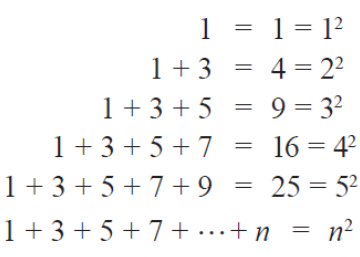 1 = 1 = 1²
1 + 3 = 4 = 2²
1 + 3 + 5 = 9 = 3²
1 + 3 + 5 + 7 = 16 = 4²
1 + 3 + 5 + 7 + 9 = 25 = 5²
1 + 3 + 5 + 7 + ··· + n = n²